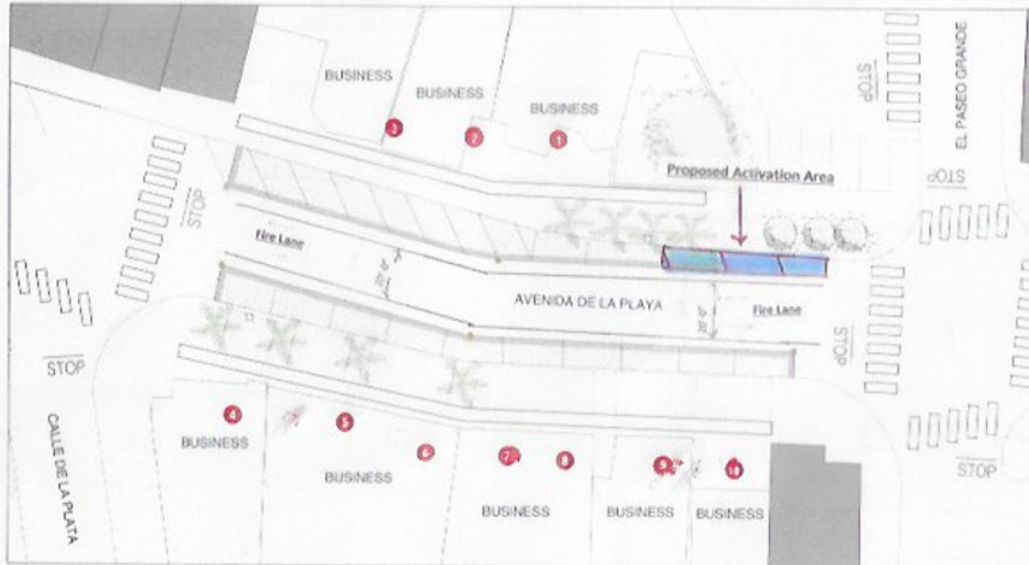 BUSINESS
BUSINESS
BUSINESS
3
2
1
STOP
EL PASEO GRANDE
STOP
Proposed Activation Area
STOP
Fire Lane
AVENIDA DE LA PLAYA
Fire Lane
STOP
STOP
CALLE DE LA PLATA
4
BUSINESS
5
BUSINESS
6
7
8
BUSINESS
9
BUSINESS
10
BUSINESS
STOP